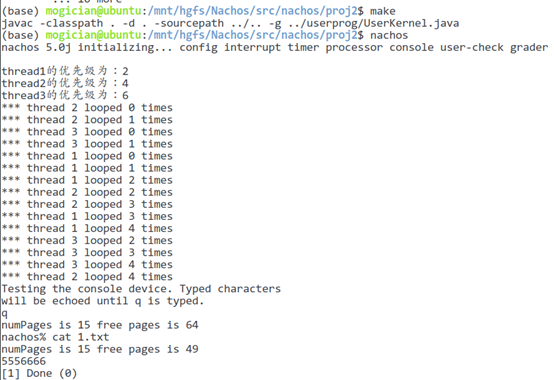 ... 10 more
(base) mogician@ubuntu:/mnt/hgfs/Nachos/src/nachos/proj2$ make
javac -classpath . -d . -sourcepath ../.. -g ../userprog/UserKernel.java
(base) mogician@ubuntu:/mnt/hgfs/Nachos/src/nachos/proj2$ nachos
nachos 5.0j initializing... config interrupt timer processor console user-check grader
thread1的优先级为：2
thread2的优先级为：4
thread3的优先级为：6
*** thread 2 looped 0 times
*** thread 2 looped 1 times
*** thread 3 looped 0 times
*** thread 3 looped 1 times
*** thread 1 looped 0 times
*** thread 1 looped 1 times
*** thread 1 looped 2 times
*** thread 2 looped 2 times
*** thread 2 looped 3 times
*** thread 1 looped 3 times
*** thread 1 looped 4 times
*** thread 3 looped 2 times
*** thread 3 looped 3 times
*** thread 3 looped 4 times
*** thread 2 looped 4 times
Testing the console device. Typed characters
will be echoed until q is typed.
q
numPages is 15 free pages is 64
nachos% cat 1.txt
numPages is 15 free pages is 49
5556666
[1] Done (0)